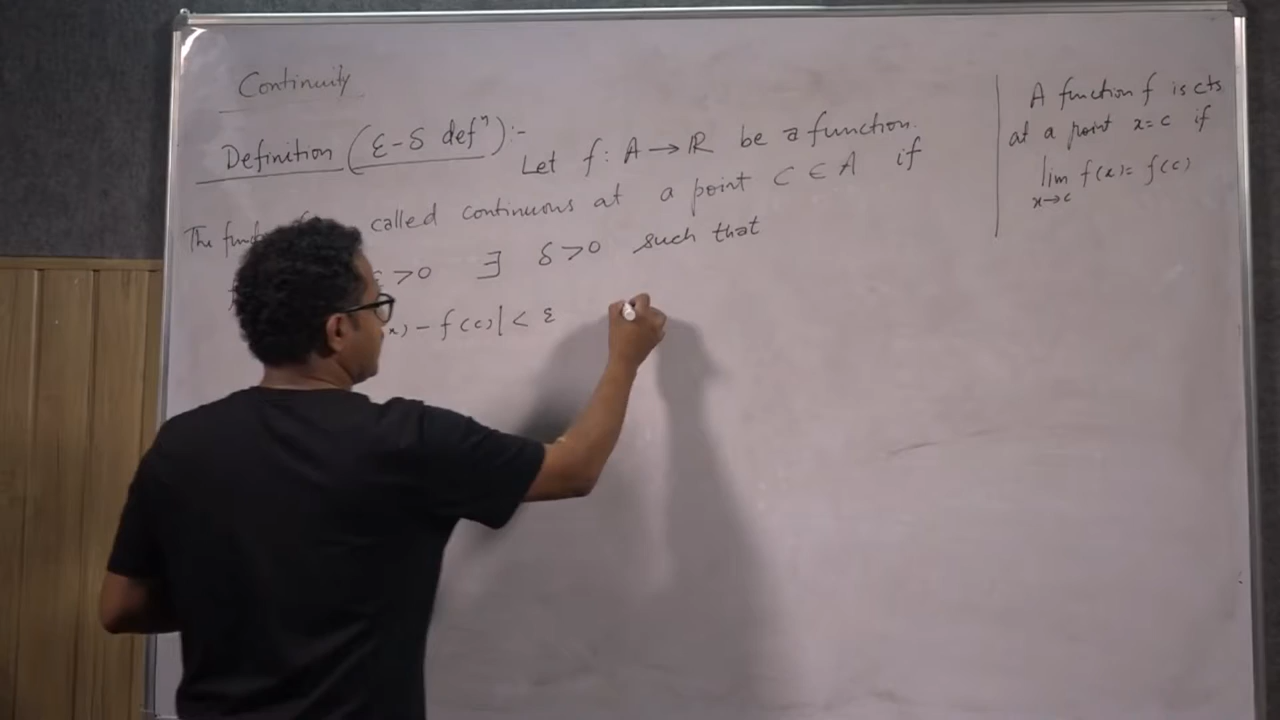 Continuity
Definition (ε-δ defⁿ):-
Let f: A→ℝ be a function.
The called continuous at a point C ∈ A if
>0 ∃ δ>0 such that
x) - f(c)| < ε
A function f is cts
at a point x=c if
lim f(x)= f(c)
x→c